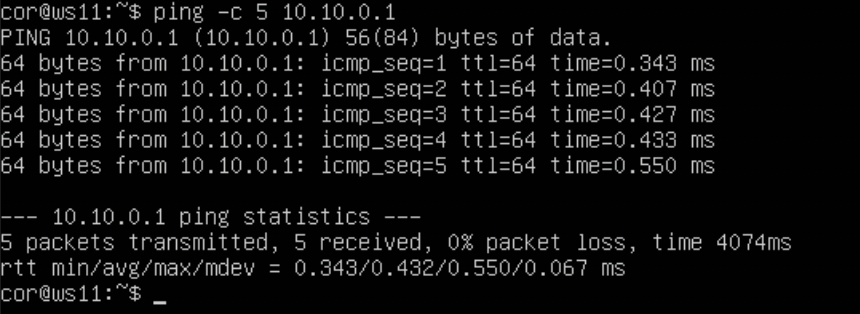 cor@ws11:~$ ping -c 5 10.10.0.1
PING 10.10.0.1 (10.10.0.1) 56(84) bytes of data.
64 bytes from 10.10.0.1: icmp_seq=1 ttl=64 time=0.343 ms
64 bytes from 10.10.0.1: icmp_seq=2 ttl=64 time=0.407 ms
64 bytes from 10.10.0.1: icmp_seq=3 ttl=64 time=0.427 ms
64 bytes from 10.10.0.1: icmp_seq=4 ttl=64 time=0.433 ms
64 bytes from 10.10.0.1: icmp_seq=5 ttl=64 time=0.550 ms

--- 10.10.0.1 ping statistics ---
5 packets transmitted, 5 received, 0% packet loss, time 4074ms
rtt min/avg/max/mdev = 0.343/0.432/0.550/0.067 ms
cor@ws11:~$ _